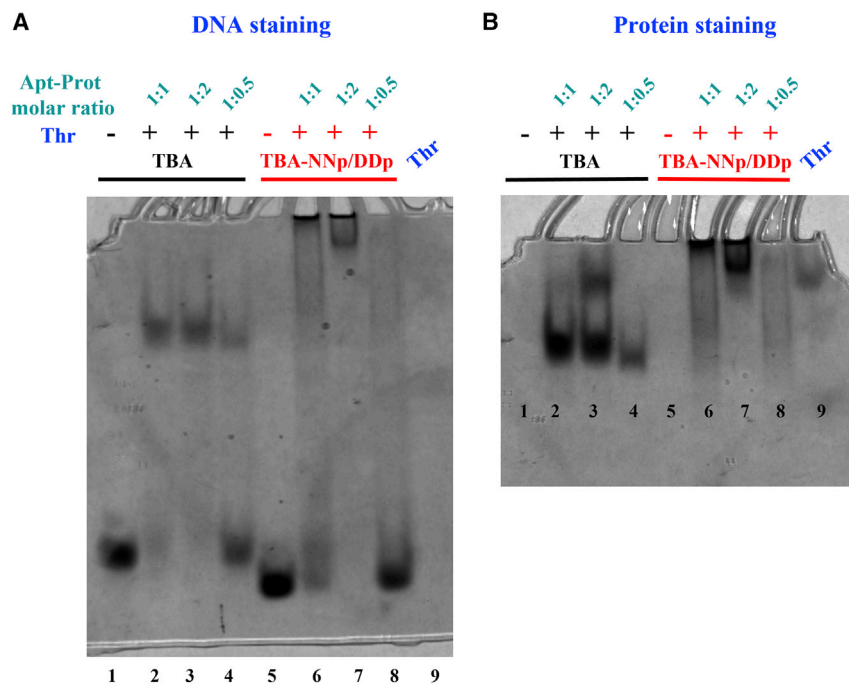 A
DNA staining
Apt-Prot
molar ratio
1:1
1:2
1:0.5
1:1
1:2
1:0.5
Thr
- + + + - + + +
TBA
TBA-NNp/DDp
Thr
1 2 3 4 5 6 7 8 9
B
Protein staining
1:1
1:2
1:0.5
1:1
1:2
1:0.5
- + + + - + + +
TBA
TBA-NNp/DDp
Thr
1 2 3 4 5 6 7 8 9